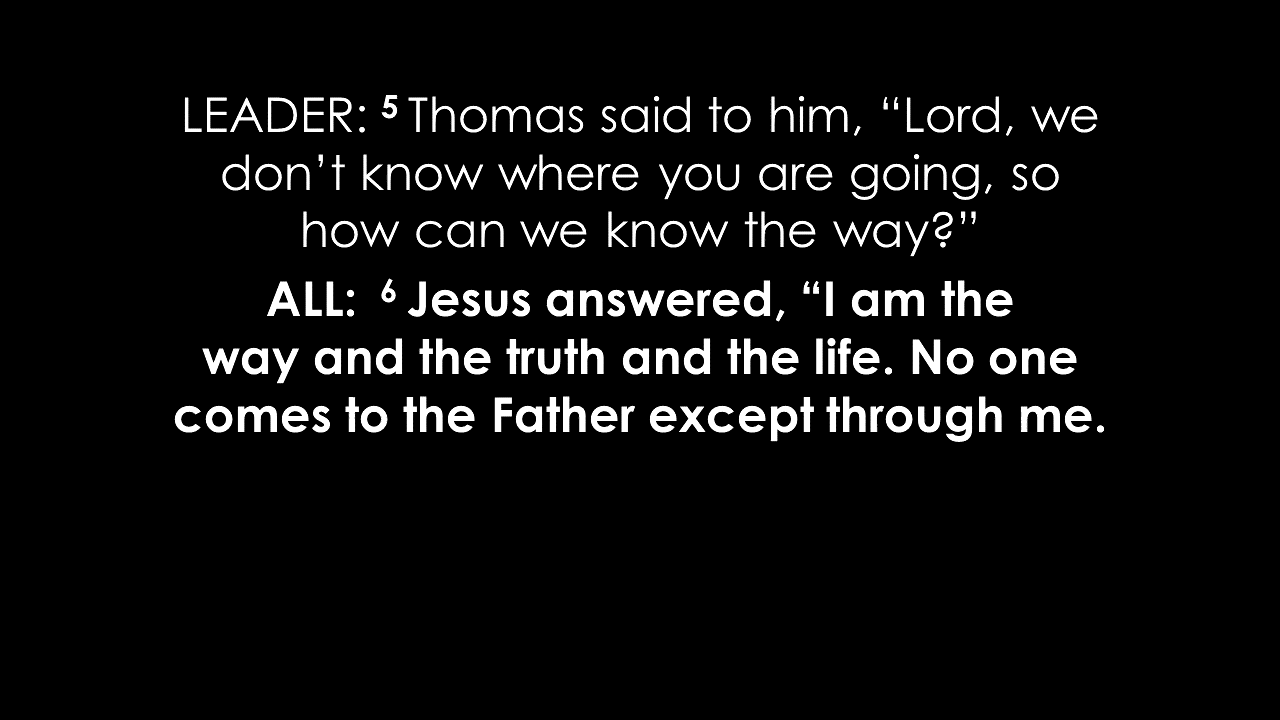 LEADER: 5 Thomas said to him, “Lord, we
don’t know where you are going, so
how can we know the way?”
ALL: 6 Jesus answered, “I am the
way and the truth and the life. No one
comes to the Father except through me.